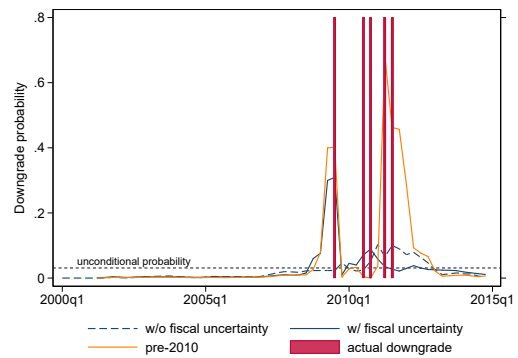 .8
.6
.4
.2
0
Downgrade probability
unconditional probability
2000q1 2005q1 2010q1 2015q1
w/o fiscal uncertainty w/ fiscal uncertainty
pre-2010 actual downgrade